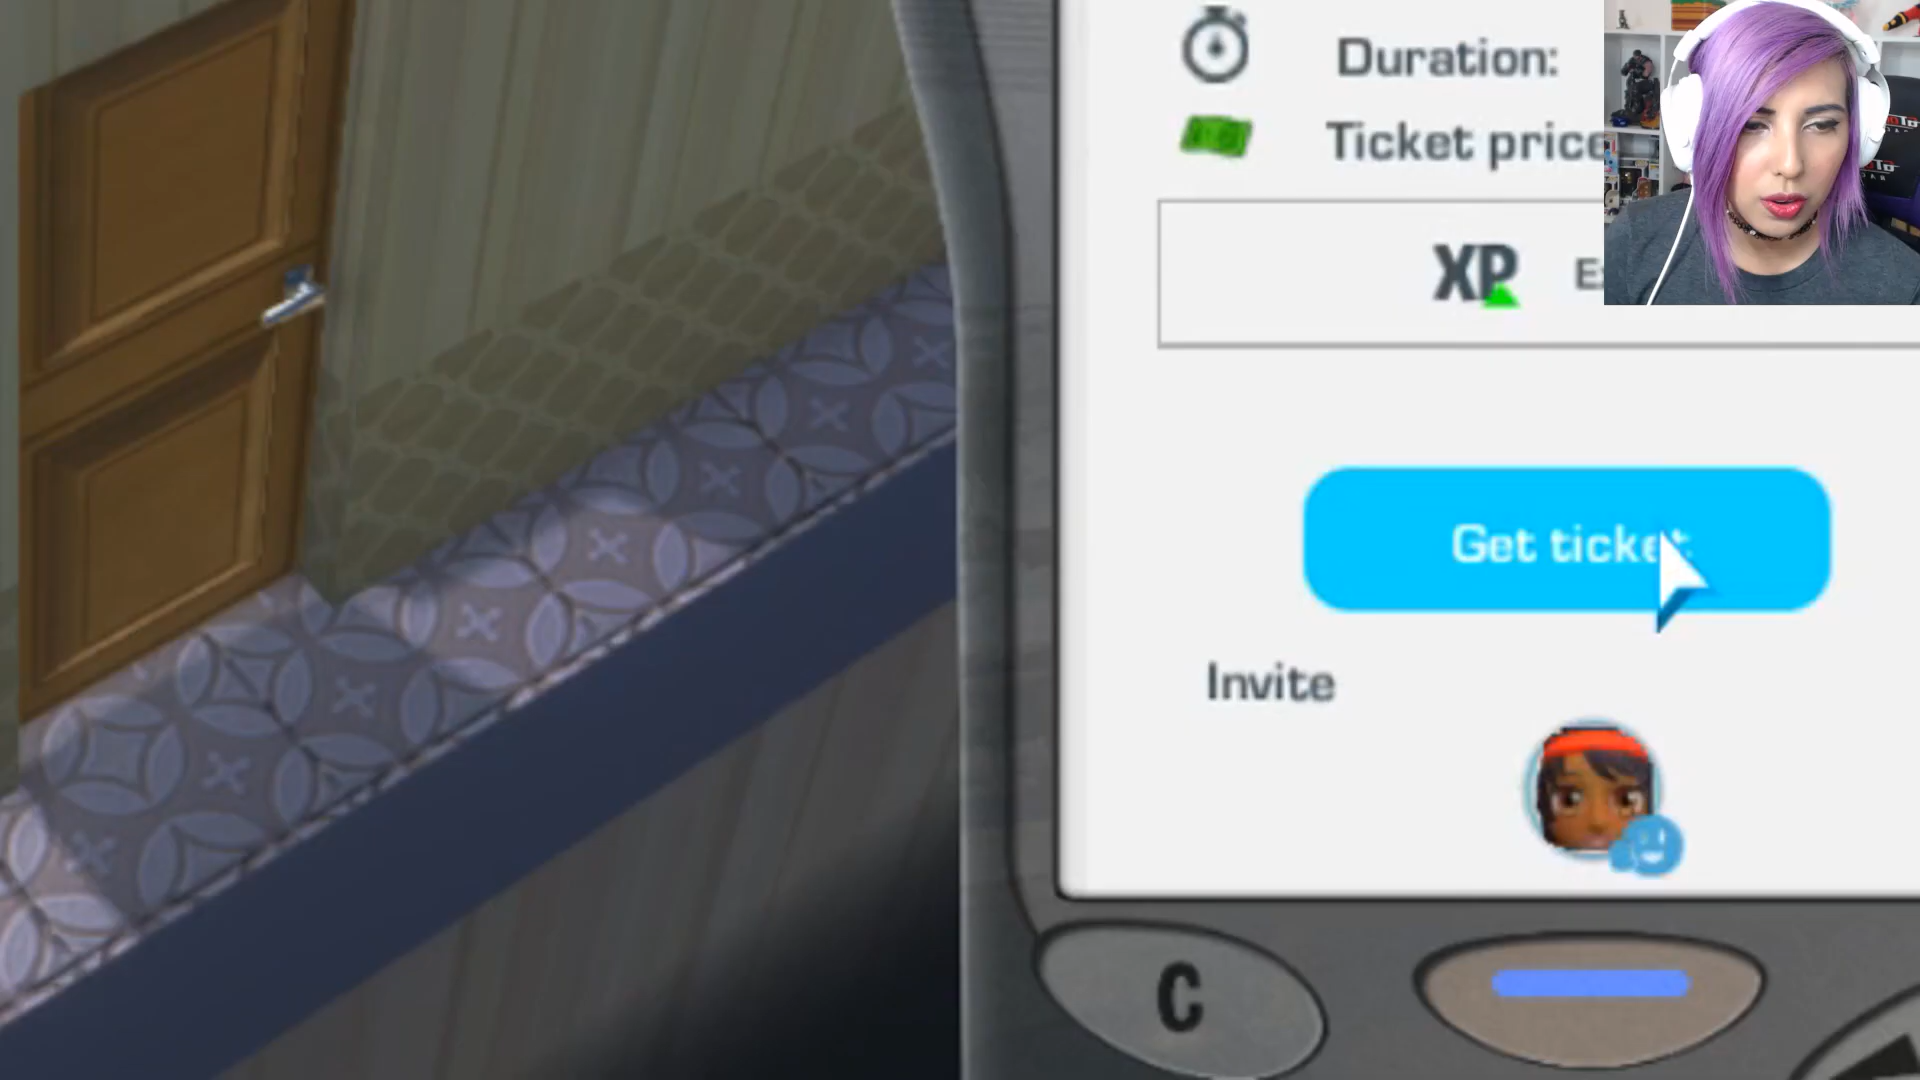 Duration:
Ticket price
XP
Get ticket
Invite
C